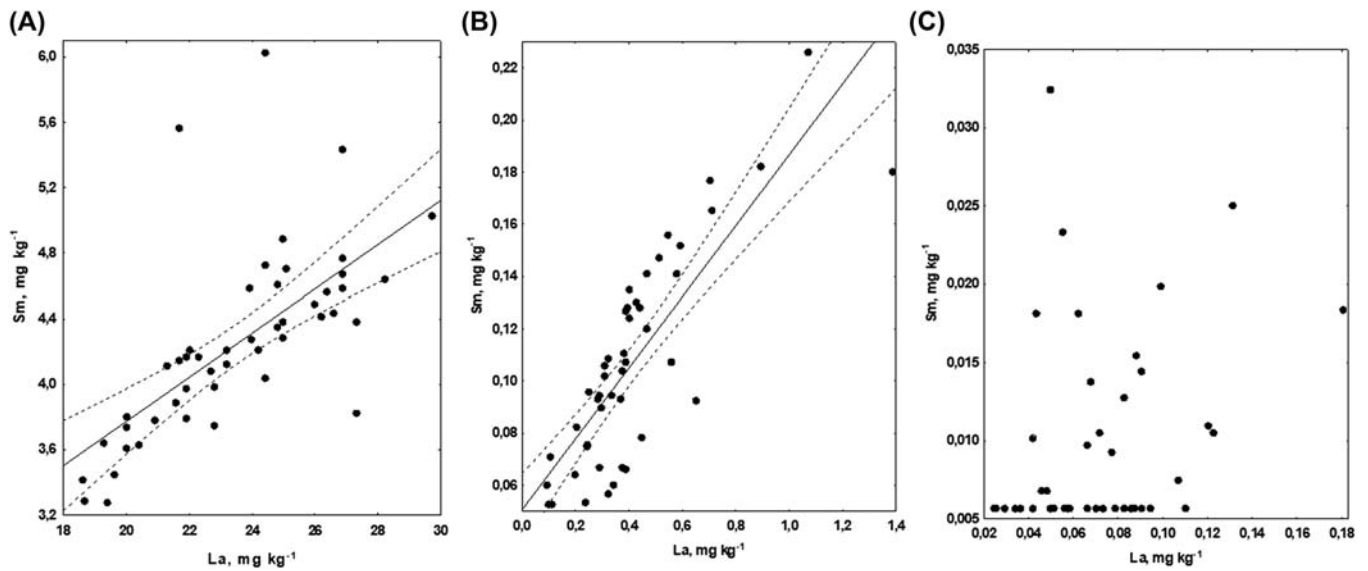 (A)
6,0
5,6
5,2
4,8
4,4
4,0
3,6
3,2
Sm, mg kg⁻¹
18 20 22 24 26 28 30
La, mg kg⁻¹
(B)
0,22
0,20
0,18
0,16
0,14
0,12
0,10
0,08
0,06
Sm, mg kg⁻¹
0,0 0,2 0,4 0,6 0,8 1,0 1,2 1,4
La, mg kg⁻¹
(C)
0,035
0,030
0,025
0,020
0,015
0,010
0,005
Sm, mg kg⁻¹
0,02 0,04 0,06 0,08 0,10 0,12 0,14 0,16 0,18
La, mg kg⁻¹